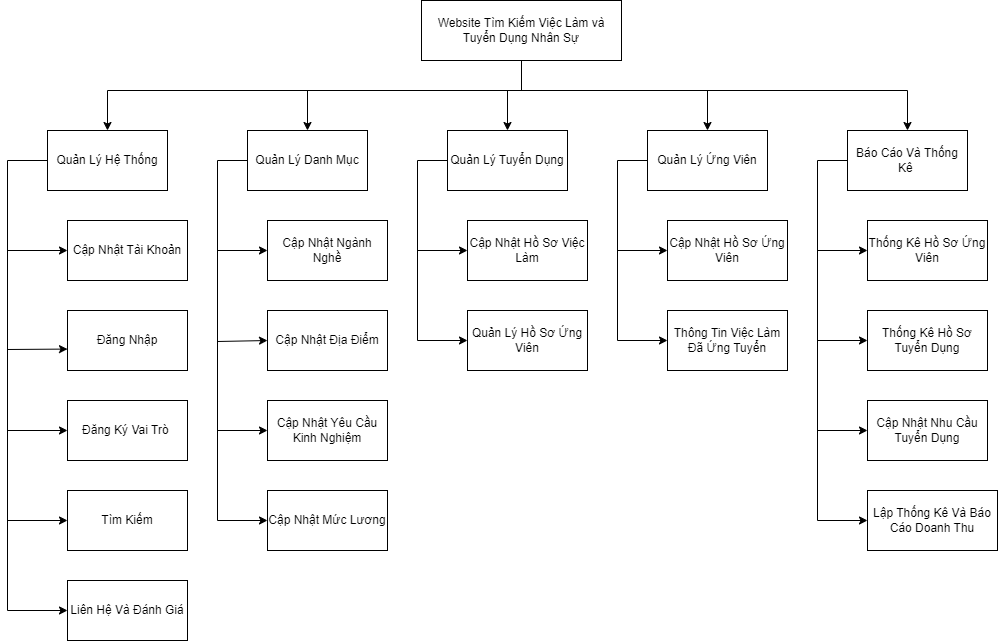 Website Tìm Kiếm Việc Làm và
Tuyển Dụng Nhân Sự
Quản Lý Hệ Thống
Quản Lý Danh Mục
Quản Lý Tuyển Dụng
Quản Lý Ứng Viên
Báo Cáo Và Thống
Kê
Cập Nhật Tài Khoản
Đăng Nhập
Đăng Ký Vai Trò
Tìm Kiếm
Liên Hệ Và Đánh Giá
Cập Nhật Ngành
Nghề
Cập Nhật Địa Điểm
Cập Nhật Yêu Cầu
Kinh Nghiệm
Cập Nhật Mức Lương
Cập Nhật Hồ Sơ Việc
Làm
Quản Lý Hồ Sơ Ứng
Viên
Cập Nhật Hồ Sơ Ứng
Viên
Thông Tin Việc Làm
Đã Ứng Tuyển
Thống Kê Hồ Sơ Ứng
Viên
Thống Kê Hồ Sơ
Tuyển Dụng
Cập Nhật Nhu Cầu
Tuyển Dụng
Lập Thống Kê Và Báo
Cáo Doanh Thu